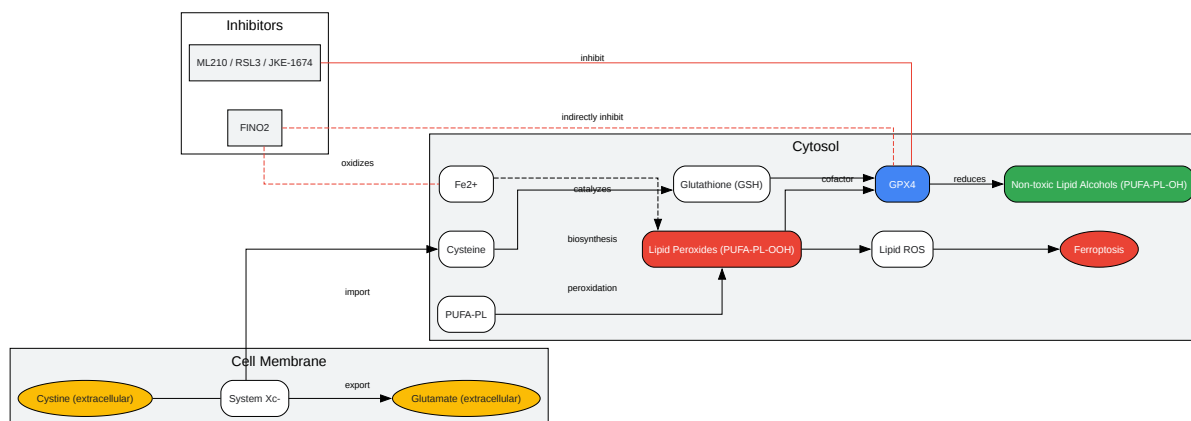 Inhibitors
ML210 / RSL3 / JKE-1674
inhibit
FINO2
indirectly inhibit
oxidizes
Cytosol
Fe2+
catalyzes
Glutathione (GSH)
cofactor
GPX4
reduces
Non-toxic Lipid Alcohols (PUFA-PL-OH)
Cysteine
biosynthesis
Lipid Peroxides (PUFA-PL-OOH)
Lipid ROS
Ferroptosis
import
peroxidation
PUFA-PL
Cell Membrane
Cystine (extracellular)
System Xc-
export
Glutamate (extracellular)